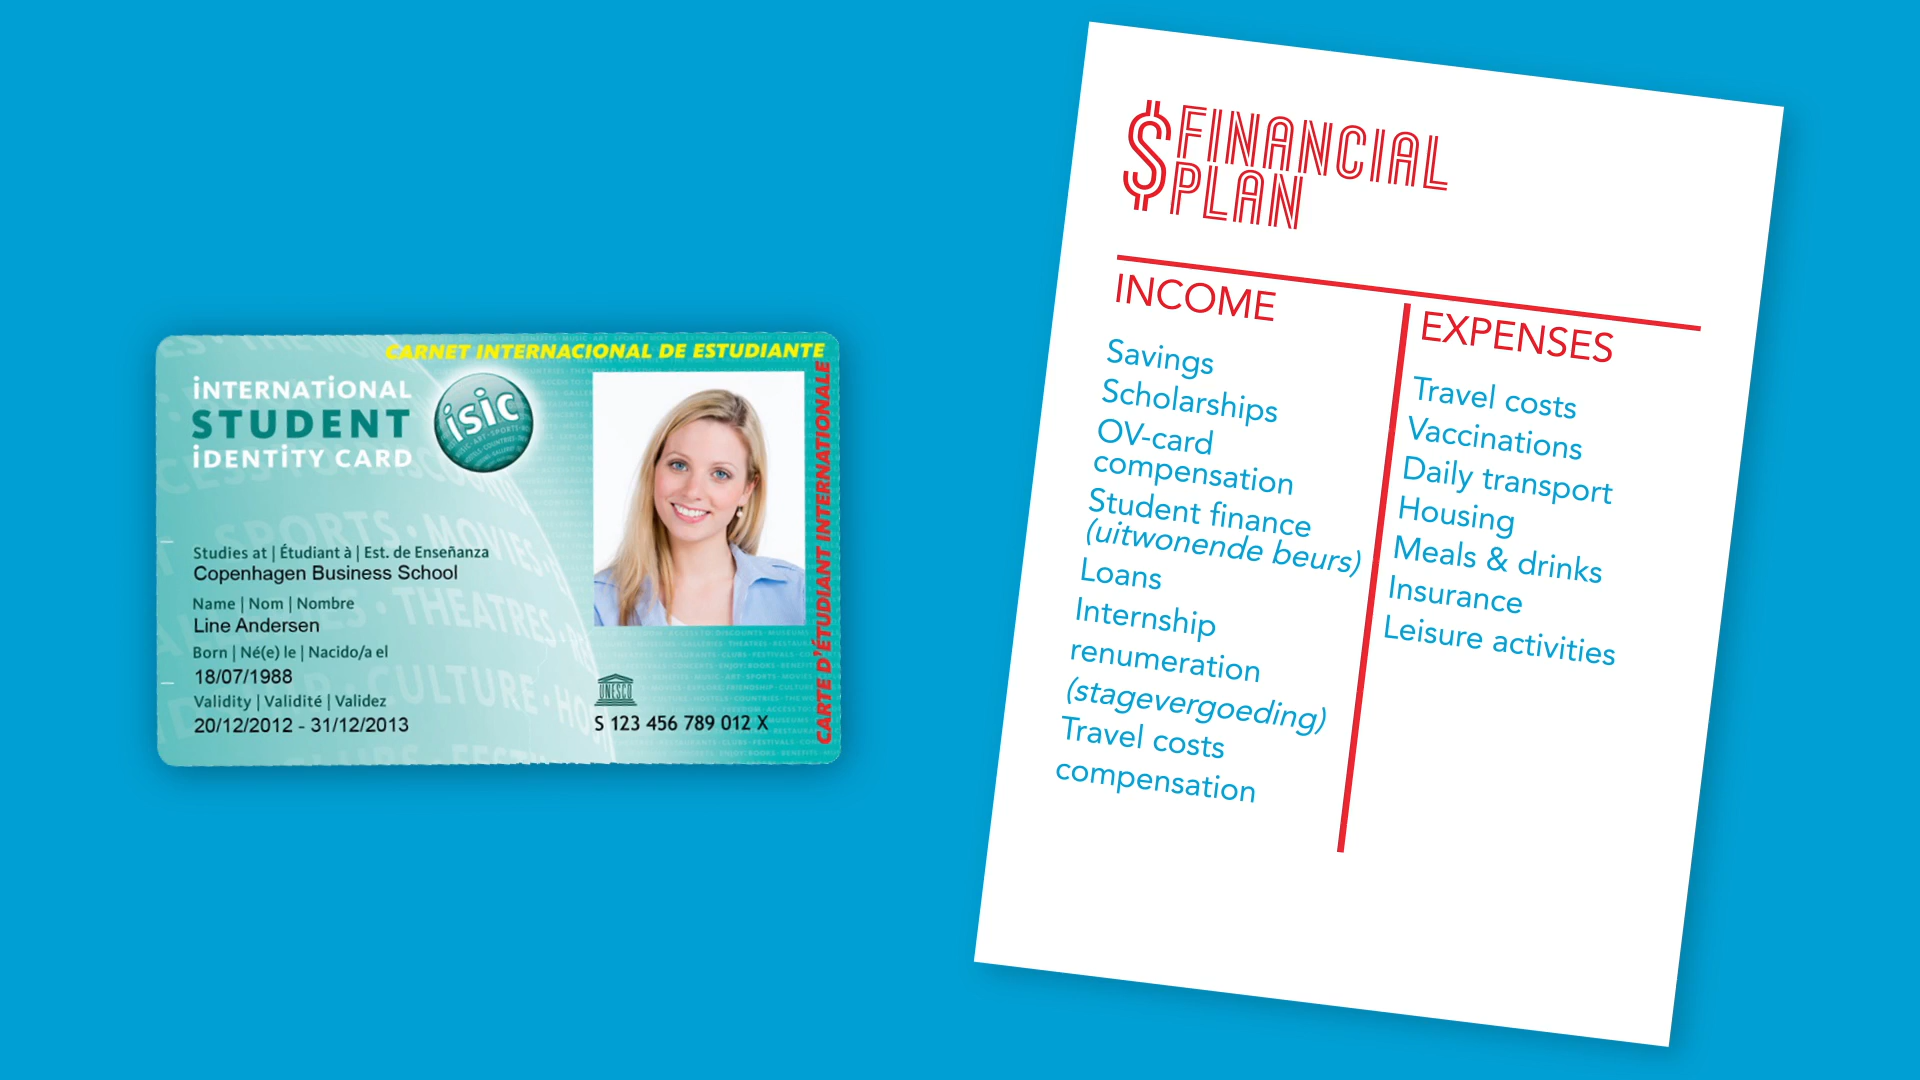 CARNET INTERNACIONAL DE ESTUDIANTE
iNTERNATiONAL
STUDENT
iDENTiTY CARD
isic
CARTE D'ÉTUDIANT INTERNATIONALE
Studies at | Étudiant à | Est. de Enseñanza
Copenhagen Business School
Name | Nom | Nombre
Line Andersen
Born | Né(e) le | Nacido/a el
18/07/1988
Validity | Validité | Validez
20/12/2012 - 31/12/2013
UNESCO
S 123 456 789 012 X
SPORTS · MOVIES
THEATRES
CULTURE
$ FINANCIAL
PLAN
INCOME
Savings
Scholarships
OV-card
compensation
Student finance
(uitwonende beurs)
Loans
Internship
renumeration
(stagevergoeding)
Travel costs
compensation
EXPENSES
Travel costs
Vaccinations
Daily transport
Housing
Meals & drinks
Insurance
Leisure activities